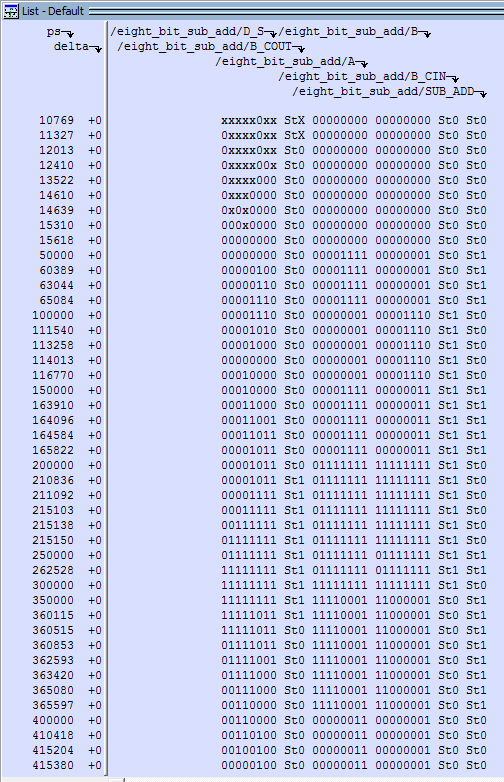 List - Default
ps /eight_bit_sub_add/D_S /eight_bit_sub_add/B
delta /eight_bit_sub_add/B_COUT
/eight_bit_sub_add/A
/eight_bit_sub_add/B_CIN
/eight_bit_sub_add/SUB_ADD
10769 +0 xxxxx0xx StX 00000000 00000000 St0 St0
11327 +0 0xxxx0xx StX 00000000 00000000 St0 St0
12013 +0 0xxxx0xx St0 00000000 00000000 St0 St0
12410 +0 0xxxx00x St0 00000000 00000000 St0 St0
13522 +0 0xxxx000 St0 00000000 00000000 St0 St0
14610 +0 0xxx0000 St0 00000000 00000000 St0 St0
14639 +0 0x0x0000 St0 00000000 00000000 St0 St0
15310 +0 000x0000 St0 00000000 00000000 St0 St0
15618 +0 00000000 St0 00000000 00000000 St0 St0
50000 +0 00000000 St0 00001111 00000001 St0 St1
60389 +0 00000100 St0 00001111 00000001 St0 St1
63044 +0 00000110 St0 00001111 00000001 St0 St1
65084 +0 00001110 St0 00001111 00000001 St0 St1
100000 +0 00001110 St0 00000001 00001110 St0 St1
111540 +0 00001010 St0 00000001 00001110 St0 St1
113258 +0 00001000 St0 00000001 00001110 St0 St1
114013 +0 00000000 St0 00000001 00001110 St0 St1
116770 +0 00010000 St0 00000001 00001110 St0 St1
150000 +0 00010000 St0 00001111 00000011 St1 St1
163910 +0 00011000 St0 00001111 00000011 St1 St1
164096 +0 00011001 St0 00001111 00000011 St1 St1
164584 +0 00011011 St0 00001111 00000011 St1 St1
165822 +0 00001011 St0 00001111 00000011 St1 St1
200000 +0 00001011 St0 01111111 11111111 St0 St1
210836 +0 00001011 St1 01111111 11111111 St0 St1
211092 +0 00001111 St1 01111111 11111111 St0 St1
215103 +0 00011111 St1 01111111 11111111 St0 St1
215138 +0 00111111 St1 01111111 11111111 St0 St1
215150 +0 01111111 St1 01111111 11111111 St0 St1
250000 +0 01111111 St1 01111111 11111111 St1 St1
262528 +0 11111111 St1 01111111 11111111 St1 St1
300000 +0 11111111 St1 11111111 11111111 St0 St1
350000 +0 11111111 St1 11110001 11000001 St0 St1
360115 +0 11111011 St1 11110001 11000001 St0 St1
360515 +0 11111011 St0 11110001 11000001 St0 St1
360853 +0 01111011 St0 11110001 11000001 St0 St1
362593 +0 01111001 St0 11110001 11000001 St0 St1
363420 +0 01111000 St0 11110001 11000001 St0 St1
365080 +0 00111000 St0 11110001 11000001 St0 St1
365597 +0 00110000 St0 11110001 11000001 St0 St1
400000 +0 00110000 St0 00000011 00000001 St0 St0
410418 +0 00110100 St0 00000011 00000001 St0 St0
415204 +0 00100100 St0 00000011 00000001 St0 St0
415380 +0 00000100 St0 00000011 00000001 St0 St0